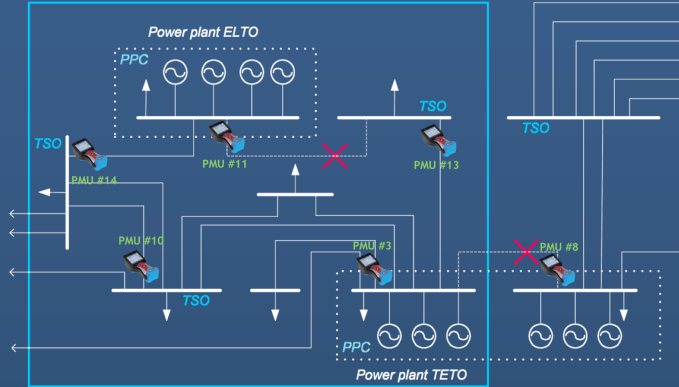 Power plant ELTO
PPC
TSO
TSO
TSO
PMU #11
PMU #13
PMU #14
PMU #10
PMU #3
PMU #8
TSO
PPC
Power plant TETO